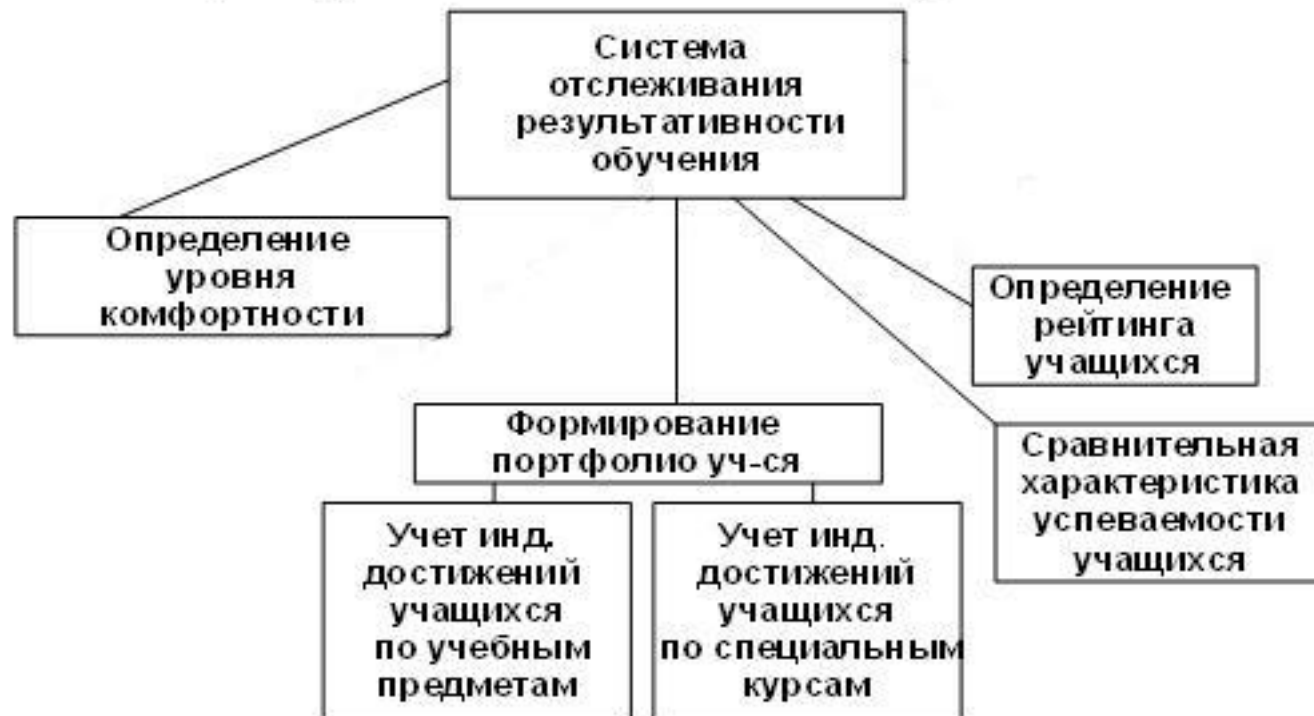 Система
отслеживания
результативности
обучения
Определение
уровня
комфортности
Определение
рейтинга
учащихся
Формирование
портфолио уч-ся
Сравнительная
характеристика
успеваемости
учащихся
Учет инд.
достижений
учащихся
по учебным
предметам
Учет инд.
достижений
учащихся
по специальным
курсам